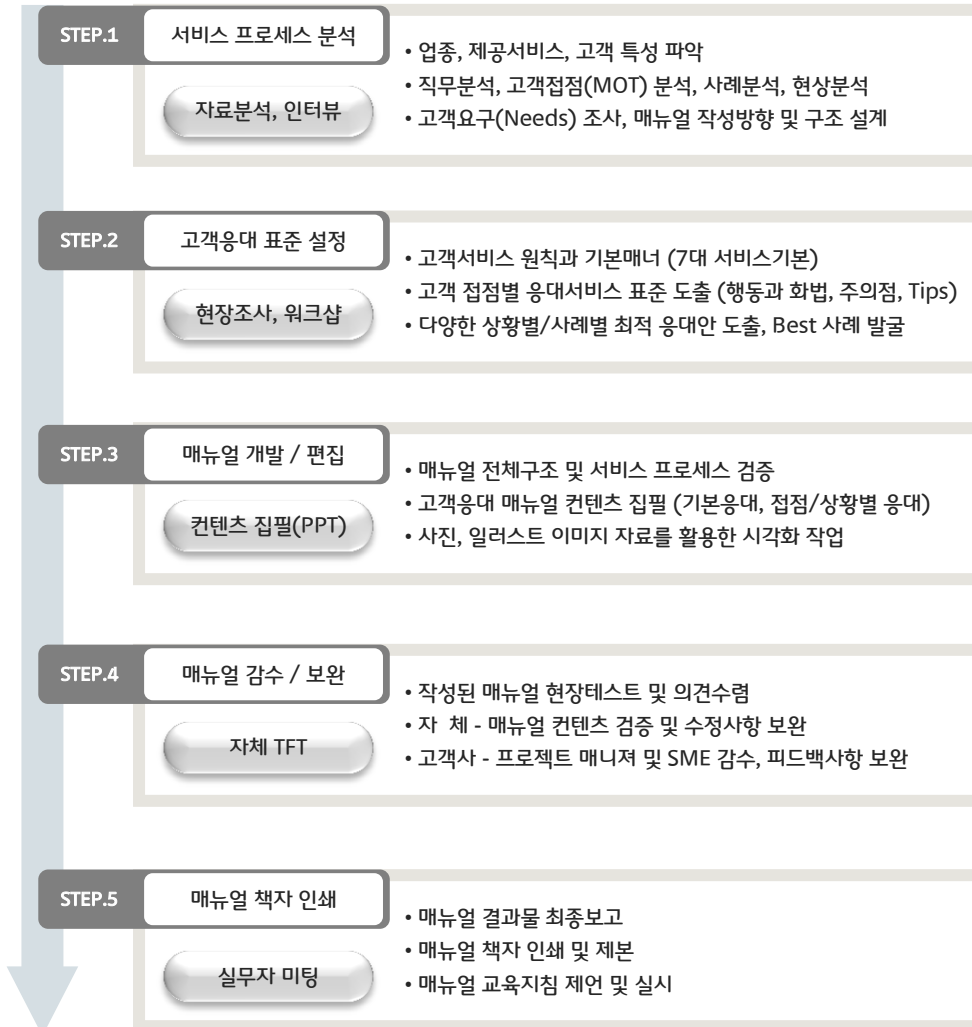 STEP.1
서비스 프로세스 분석
자료분석, 인터뷰
• 업종, 제공서비스, 고객 특성 파악
• 직무분석, 고객접점(MOT) 분석, 사례분석, 현상분석
• 고객요구(Needs) 조사, 매뉴얼 작성방향 및 구조 설계
STEP.2
고객응대 표준 설정
현장조사, 워크샵
• 고객서비스 원칙과 기본매너 (7대 서비스기본)
• 고객 접점별 응대서비스 표준 도출 (행동과 화법, 주의점, Tips)
• 다양한 상황별/사례별 최적 응대안 도출, Best 사례 발굴
STEP.3
매뉴얼 개발 / 편집
컨텐츠 집필(PPT)
• 매뉴얼 전체구조 및 서비스 프로세스 검증
• 고객응대 매뉴얼 컨텐츠 집필 (기본응대, 접점/상황별 응대)
• 사진, 일러스트 이미지 자료를 활용한 시각화 작업
STEP.4
매뉴얼 감수 / 보완
자체 TFT
• 작성된 매뉴얼 현장테스트 및 의견수렴
• 자  체 - 매뉴얼 컨텐츠 검증 및 수정사항 보완
• 고객사 - 프로젝트 매니져 및 SME 감수, 피드백사항 보완
STEP.5
매뉴얼 책자 인쇄
실무자 미팅
• 매뉴얼 결과물 최종보고
• 매뉴얼 책자 인쇄 및 제본
• 매뉴얼 교육지침 제언 및 실시